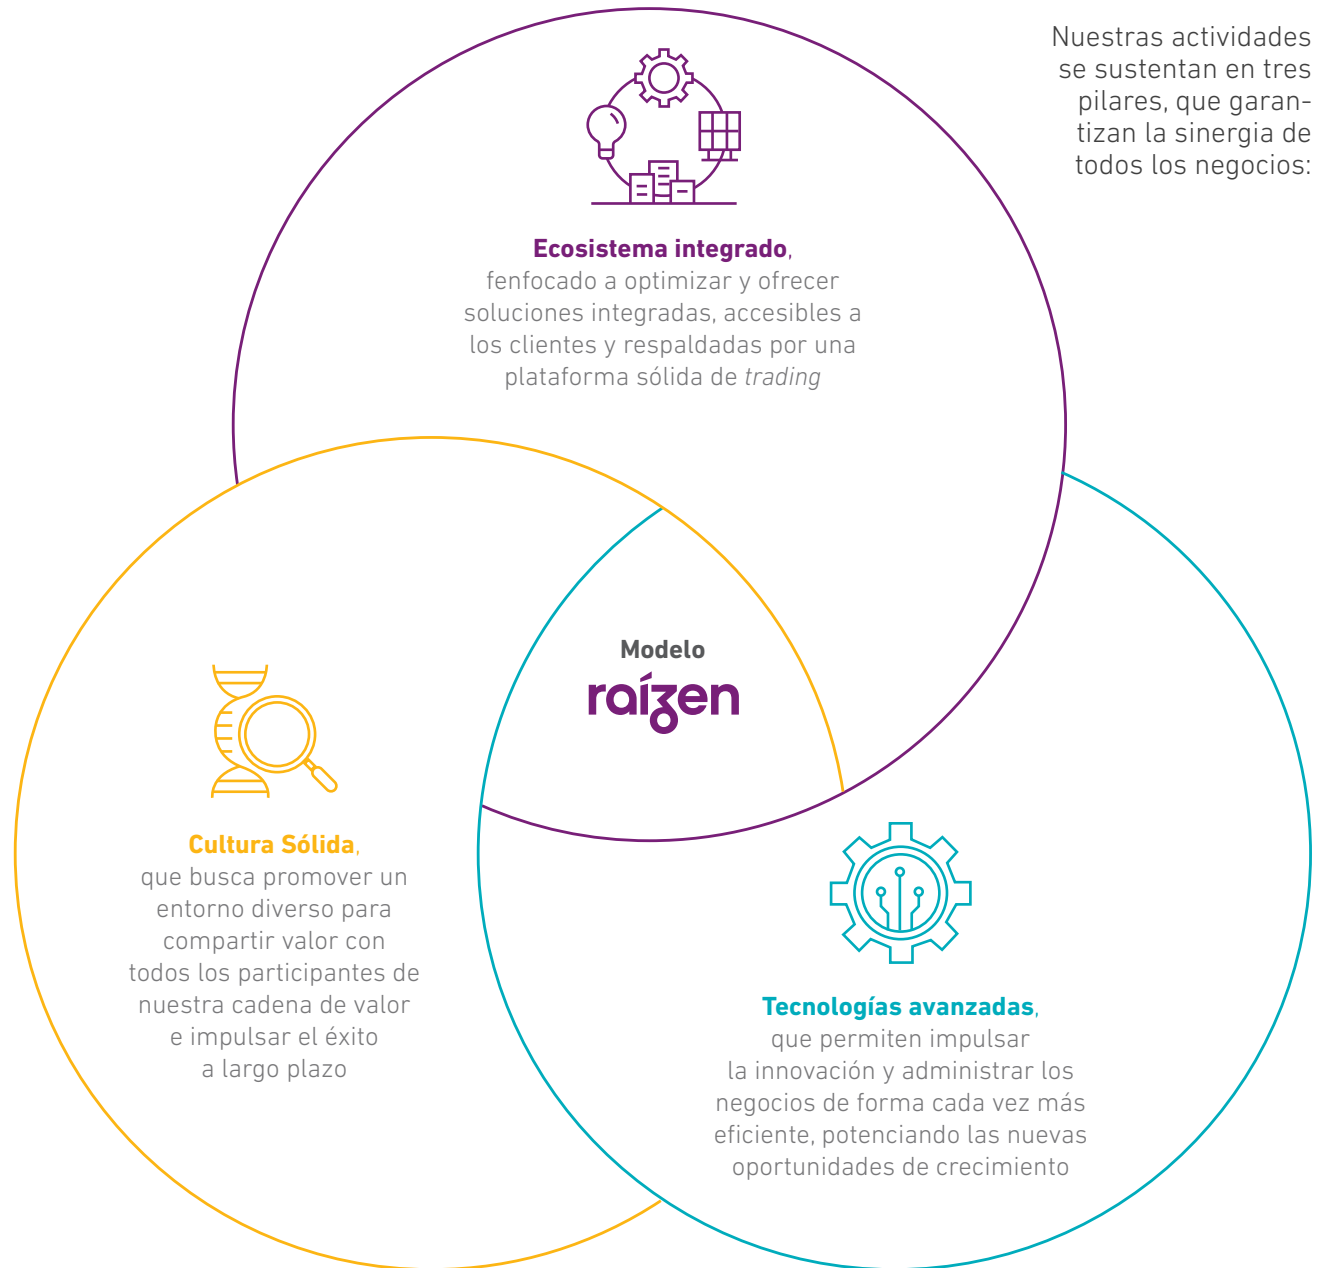 Nuestras actividades
se sustentan en tres
pilares, que garan-
tizan la sinergia de
todos los negocios:
Ecosistema integrado,
fenfocado a optimizar y ofrecer
soluciones integradas, accesibles a
los clientes y respaldadas por una
plataforma sólida de trading
Modelo
raízen
Cultura Sólida,
que busca promover un
entorno diverso para
compartir valor con
todos los participantes de
nuestra cadena de valor
e impulsar el éxito
a largo plazo
Tecnologías avanzadas,
que permiten impulsar
la innovación y administrar los
negocios de forma cada vez más
eficiente, potenciando las nuevas
oportunidades de crecimiento